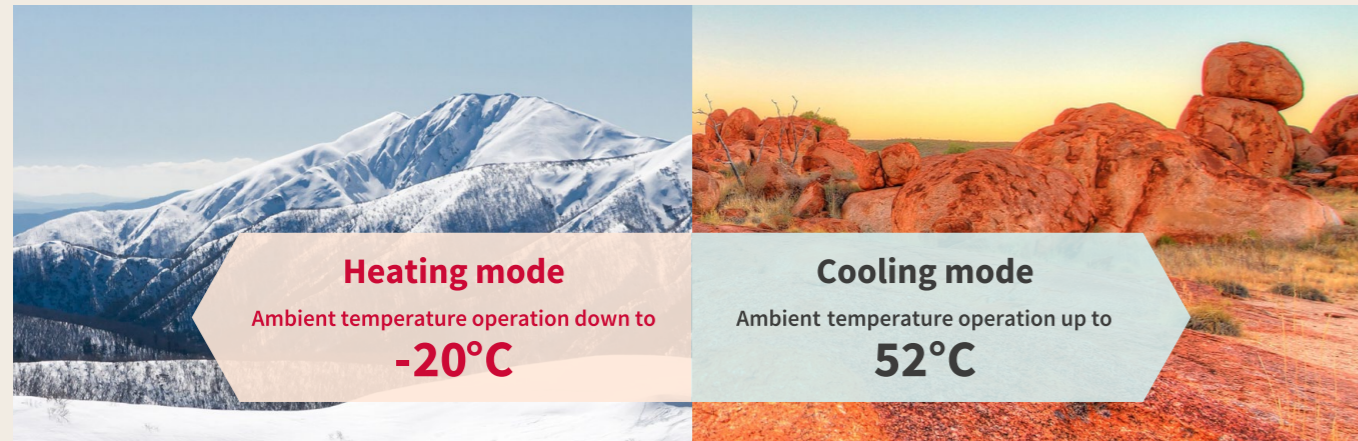 Heating mode
Ambient temperature operation down to
-20°C
Cooling mode
Ambient temperature operation up to
52°C